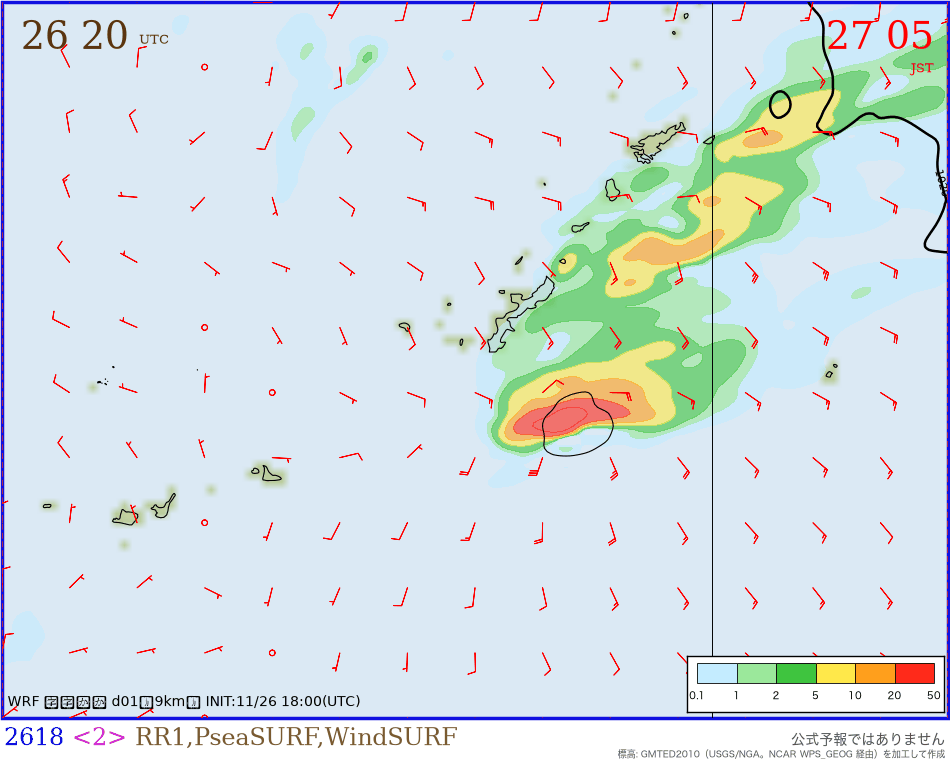 26 20 UTC
27 05
JST
WRF d01 9km INIT:11/26 18:00(UTC)
0.1 1 2 5 10 20 50
2618 <2> RR1,PseaSURF,WindSURF
公式予報ではありません
標高: GMTED2010（USGS/NGA。NCAR WPS_GEOG 経由）を加工して作成